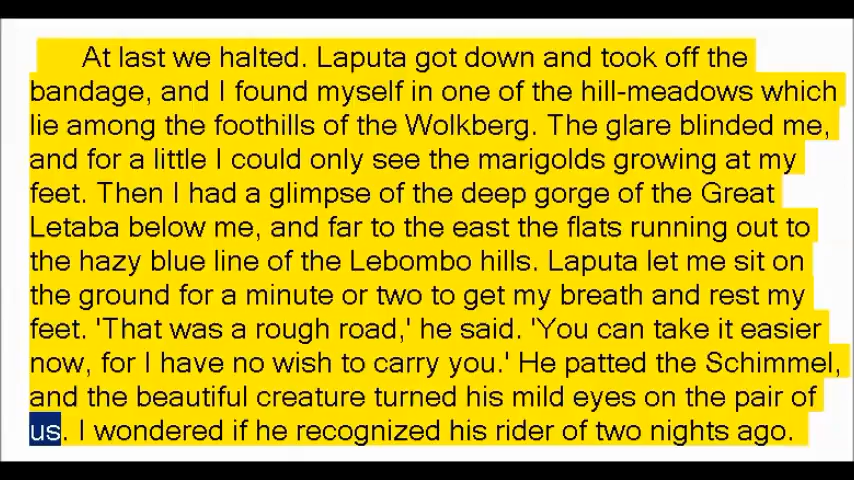 At last we halted. Laputa got down and took off the
bandage, and I found myself in one of the hill-meadows which
lie among the foothills of the Wolkberg. The glare blinded me,
and for a little I could only see the marigolds growing at my
feet. Then I had a glimpse of the deep gorge of the Great
Letaba below me, and far to the east the flats running out to
the hazy blue line of the Lebombo hills. Laputa let me sit on
the ground for a minute or two to get my breath and rest my
feet. 'That was a rough road,' he said. 'You can take it easier
now, for I have no wish to carry you.' He patted the Schimmel,
and the beautiful creature turned his mild eyes on the pair of
us. I wondered if he recognized his rider of two nights ago.